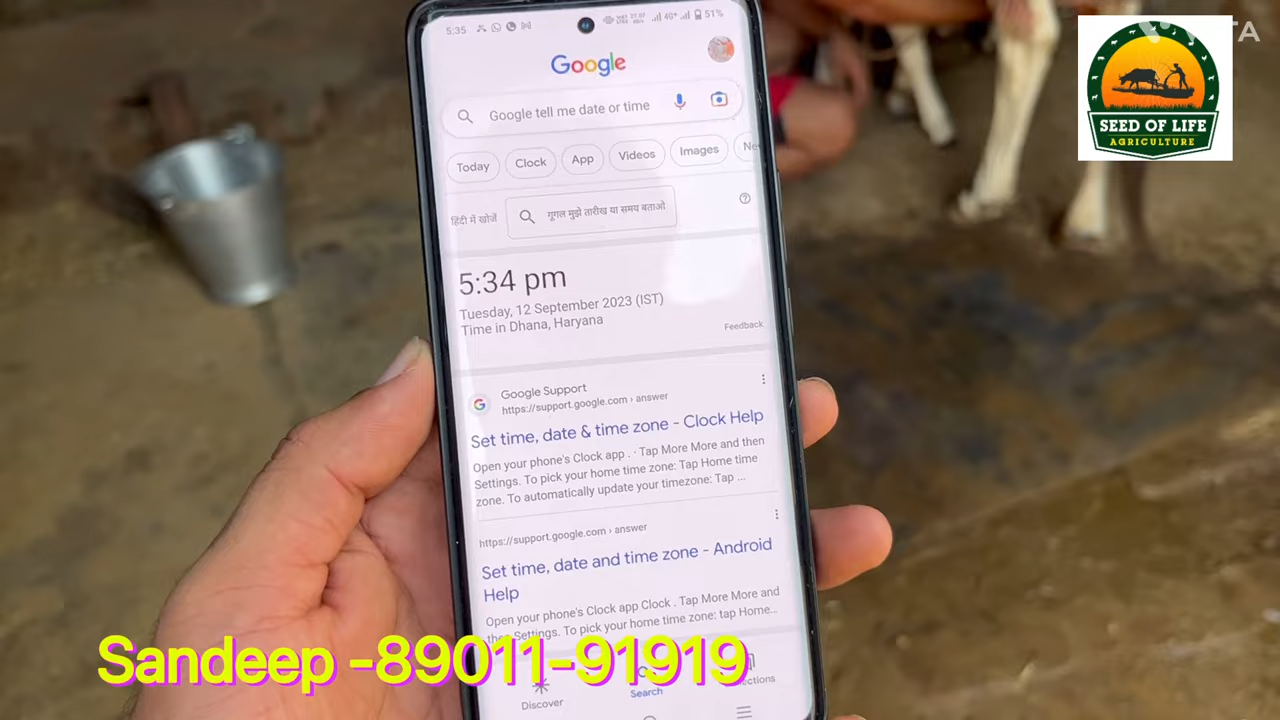 5:35
4G+
51%
Google
Google tell me date or time
Today
Clock
App
Videos
Images
हिंदी में खोजें
गूगल मुझे तारीख या समय बताओ
5:34 pm
Tuesday, 12 September 2023 (IST)
Time in Dhana, Haryana
Feedback
Google Support
https://support.google.com › answer
Set time, date & time zone - Clock Help
Open your phone's Clock app . · Tap More More and then
Settings. To pick your home time zone: Tap Home time
zone. To automatically update your timezone: Tap ...
https://support.google.com › answer
Set time, date and time zone - Android
Help
Open your phone's Clock app Clock . Tap More More and
then Settings. To pick your home time zone: tap Home...
Discover
Search
SEED OF LIFE
AGRICULTURE
Sandeep -89011-91919